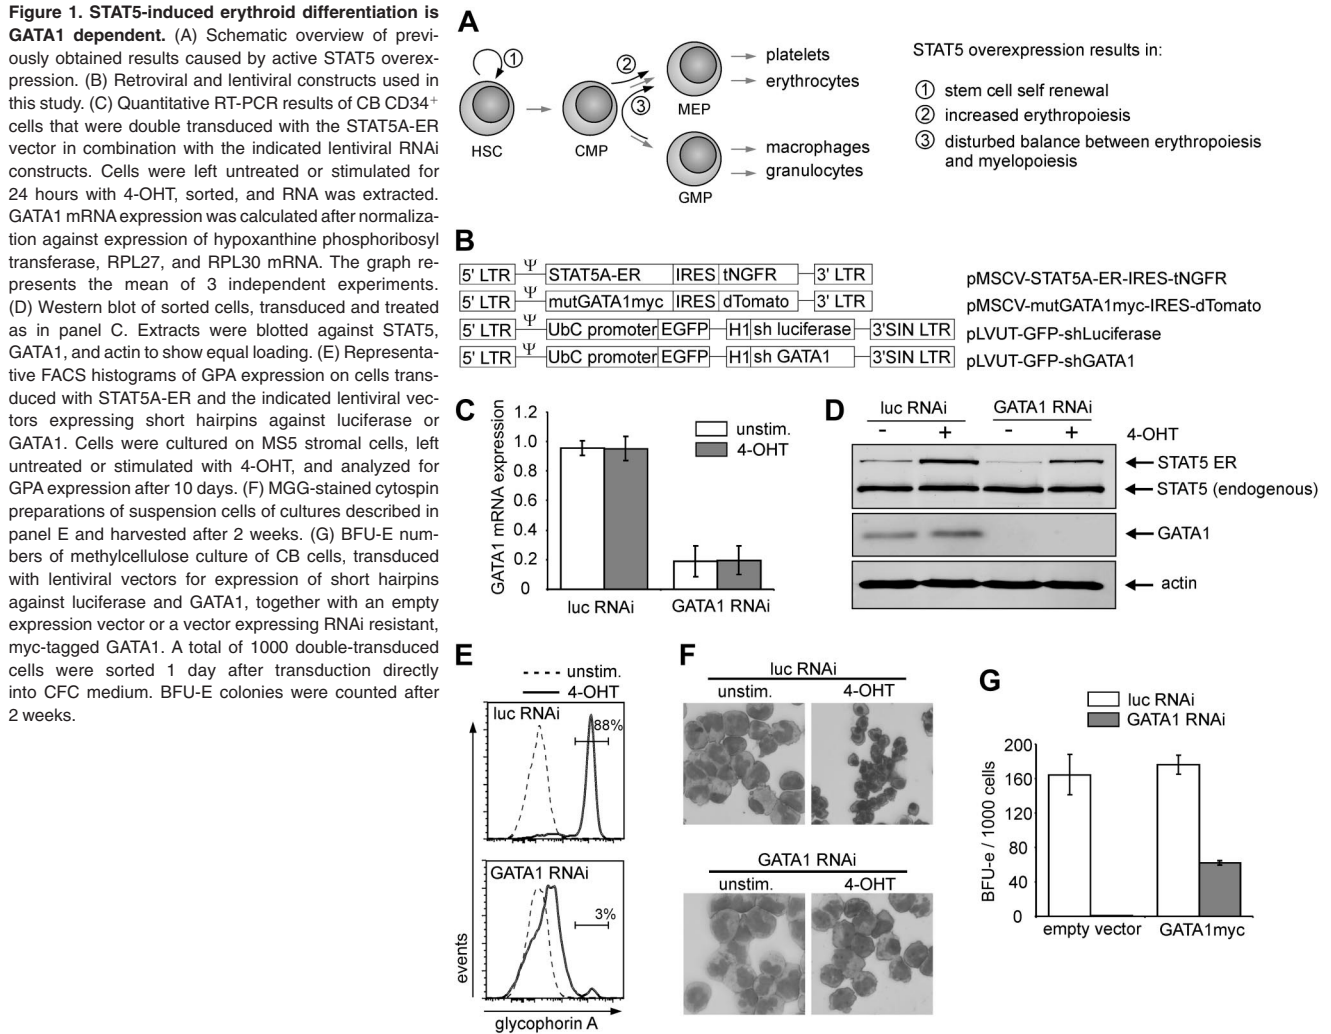 Figure 1. STAT5-induced erythroid differentiation is
GATA1 dependent. (A) Schematic overview of previ-
ously obtained results caused by active STAT5 overex-
pression. (B) Retroviral and lentiviral constructs used in
this study. (C) Quantitative RT-PCR results of CB CD34+
cells that were double transduced with the STAT5A-ER
vector in combination with the indicated lentiviral RNAi
constructs. Cells were left untreated or stimulated for
24 hours with 4-OHT, sorted, and RNA was extracted.
GATA1 mRNA expression was calculated after normaliza-
tion against expression of hypoxanthine phosphoribosyl
transferase, RPL27, and RPL30 mRNA. The graph re-
presents the mean of 3 independent experiments.
(D) Western blot of sorted cells, transduced and treated
as in panel C. Extracts were blotted against STAT5,
GATA1, and actin to show equal loading. (E) Representa-
tive FACS histograms of GPA expression on cells trans-
duced with STAT5A-ER and the indicated lentiviral vec-
tors expressing short hairpins against luciferase or
GATA1. Cells were cultured on MS5 stromal cells, left
untreated or stimulated with 4-OHT, and analyzed for
GPA expression after 10 days. (F) MGG-stained cytospin
preparations of suspension cells of cultures described in
panel E and harvested after 2 weeks. (G) BFU-E num-
bers of methylcellulose culture of CB cells, transduced
with lentiviral vectors for expression of short hairpins
against luciferase and GATA1, together with an empty
expression vector or a vector expressing RNAi resistant,
myc-tagged GATA1. A total of 1000 double-transduced
cells were sorted 1 day after transduction directly
into CFC medium. BFU-E colonies were counted after
2 weeks.
A
1
2
3
HSC
CMP
MEP
GMP
platelets
erythrocytes
macrophages
granulocytes
STAT5 overexpression results in:
1 stem cell self renewal
2 increased erythropoiesis
3 disturbed balance between erythropoiesis
and myelopoiesis
B
5' LTR Ψ STAT5A-ER IRES tNGFR 3' LTR pMSCV-STAT5A-ER-IRES-tNGFR
5' LTR Ψ mutGATA1myc IRES dTomato 3' LTR pMSCV-mutGATA1myc-IRES-dTomato
5' LTR Ψ UbC promoter EGFP H1 sh luciferase 3'SIN LTR pLVUT-GFP-shLuciferase
5' LTR Ψ UbC promoter EGFP H1 sh GATA1 3'SIN LTR pLVUT-GFP-shGATA1
C
GATA1 mRNA expression
1.2
1.0
0.8
0.6
0.4
0.2
0
unstim.
4-OHT
luc RNAi GATA1 RNAi
D
luc RNAi GATA1 RNAi
- + - + 4-OHT
STAT5 ER
STAT5 (endogenous)
GATA1
actin
E
unstim.
4-OHT
luc RNAi
88%
GATA1 RNAi
3%
events
glycophorin A
F
luc RNAi
unstim. 4-OHT
GATA1 RNAi
unstim. 4-OHT
G
luc RNAi
GATA1 RNAi
BFU-e / 1000 cells
200
160
120
80
40
0
empty vector GATA1myc